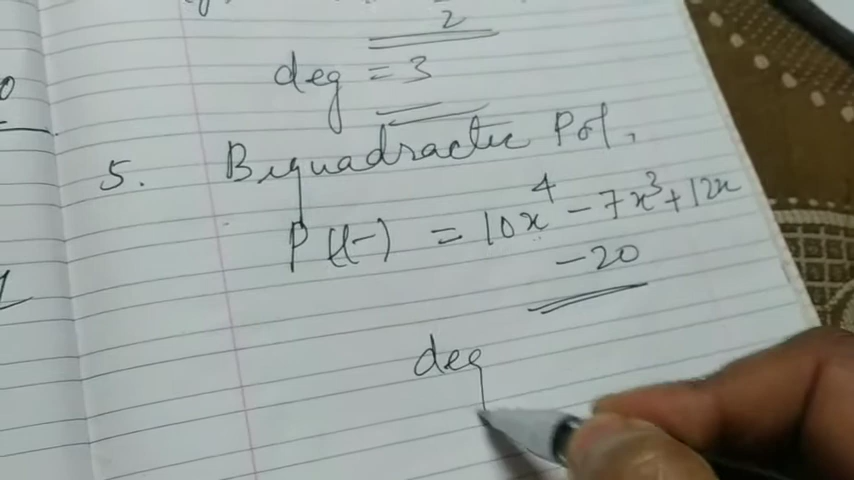 2
deg = 3
5. Biquadractic Pol,
P(x) = 10x⁴ - 7x³ + 12x
- 20
deg